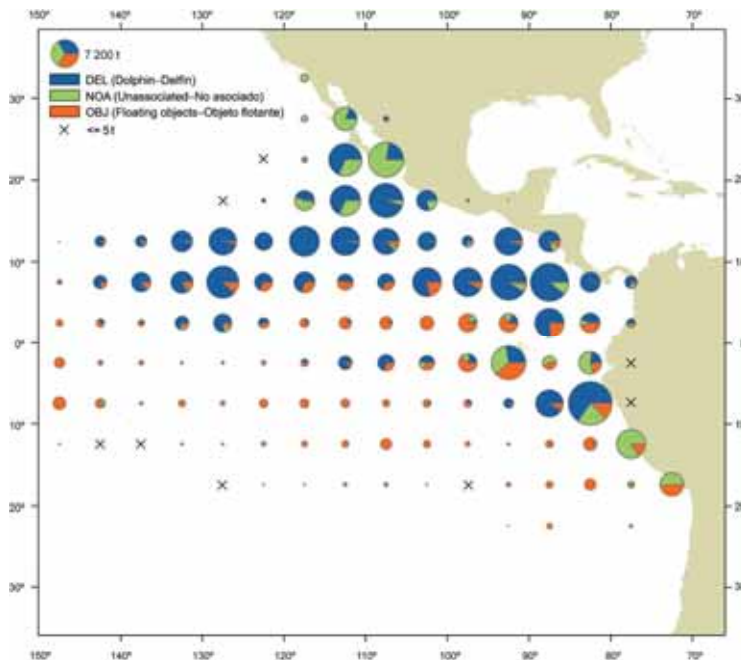 150° 140° 130° 120° 110° 100° 90° 80° 70°
7 200 t
DEL (Dolphin–Delfín)
NOA (Unassociated–No asociado)
OBJ (Floating objects–Objeto flotante)
<= 5 t
30°
20°
10°
0°
10°
20°
30°
150° 140° 130° 120° 110° 100° 90° 80° 70°